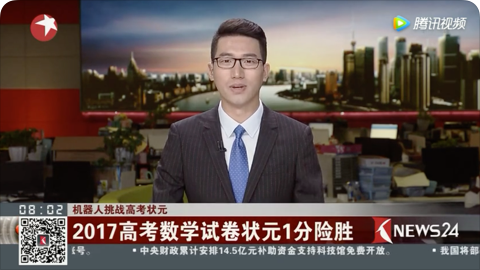 腾讯视频
08:02
机器人挑战高考状元
2017高考数学试卷状元1分险胜
KNEWS24
号。 ・中央财政累计安排14.5亿元补助资金支持科技馆免费开放。 ・我国将部